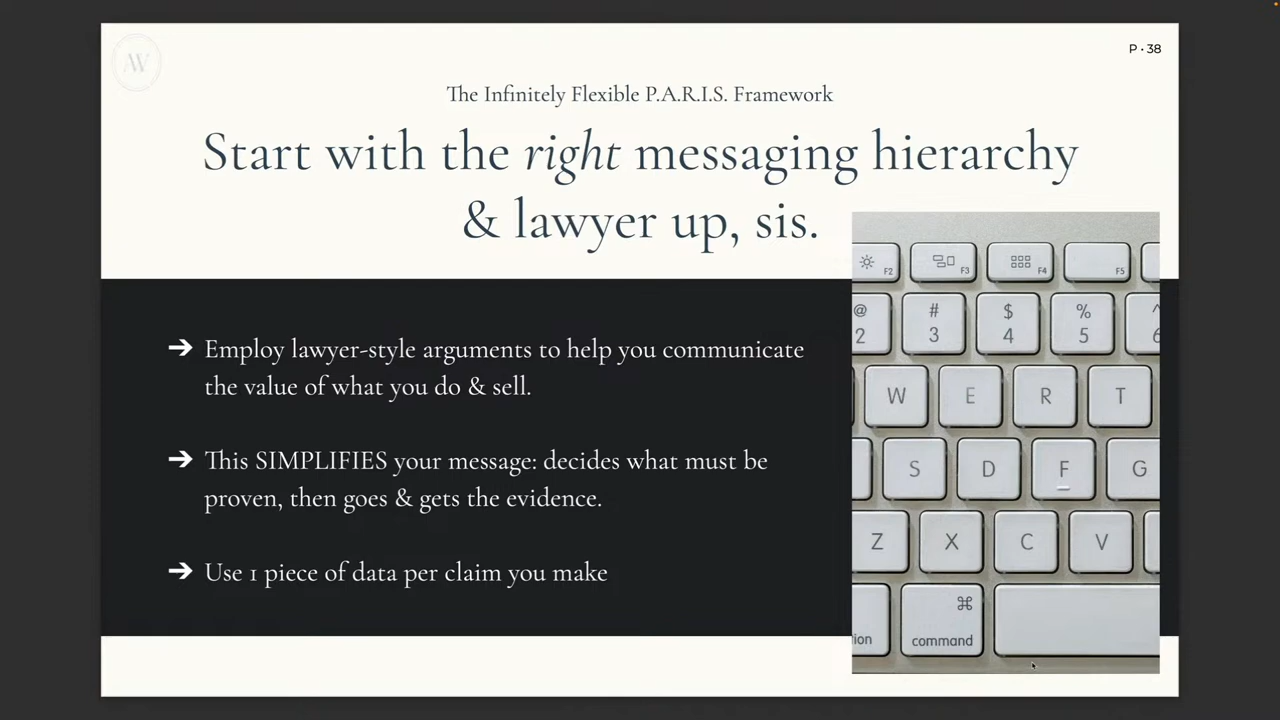 AW
P • 38
The Infinitely Flexible P.A.R.I.S. Framework
Start with the right messaging hierarchy
& lawyer up, sis.
➔ Employ lawyer-style arguments to help you communicate
the value of what you do & sell.
➔ This SIMPLIFIES your message: decides what must be
proven, then goes & gets the evidence.
➔ Use 1 piece of data per claim you make
F2 F3 F4 F5
@ # $ % ^
2 3 4 5 6
W E R T
S D F G
Z X C V
⌘
ion command